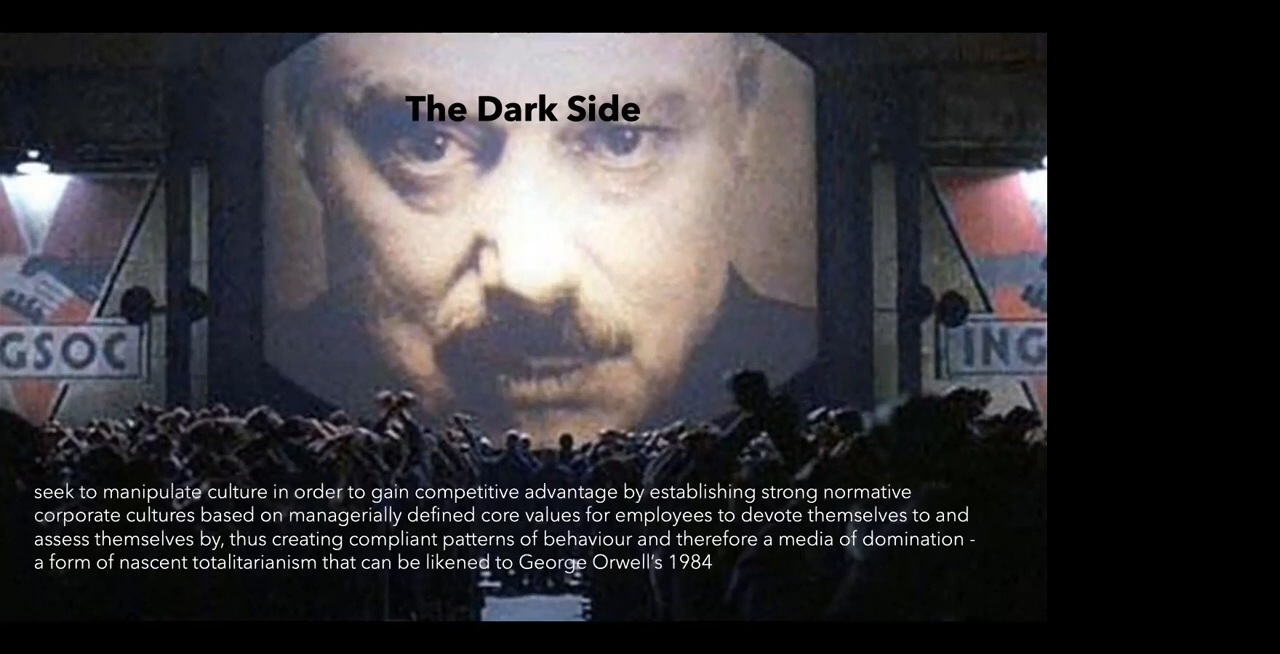 The Dark Side
GSOC
ING
seek to manipulate culture in order to gain competitive advantage by establishing strong normative
corporate cultures based on managerially defined core values for employees to devote themselves to and
assess themselves by, thus creating compliant patterns of behaviour and therefore a media of domination -
a form of nascent totalitarianism that can be likened to George Orwell’s 1984